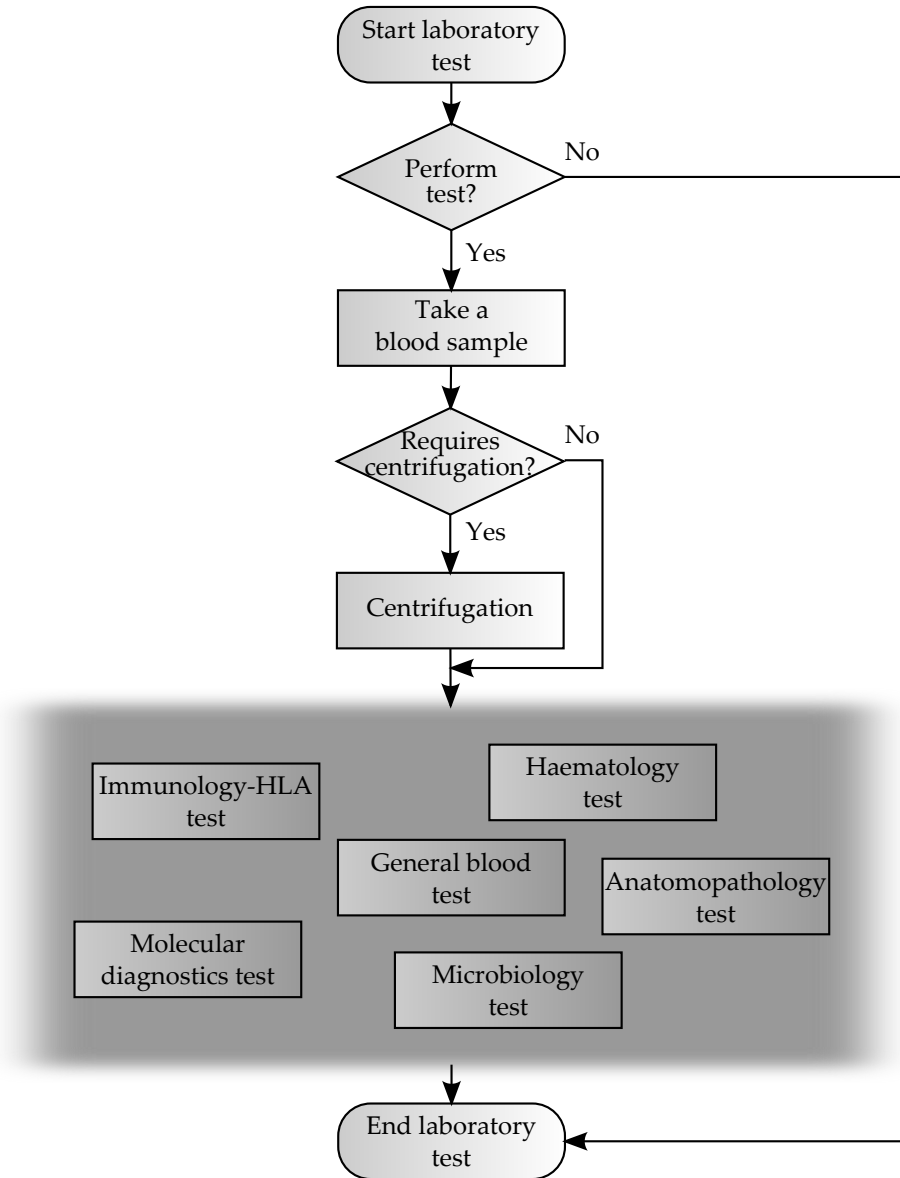 Start laboratory
test
Perform
test?
No
Yes
Take a
blood sample
Requires
centrifugation?
No
Yes
Centrifugation
Immunology-HLA
test
Haematology
test
General blood
test
Anatomopathology
test
Molecular
diagnostics test
Microbiology
test
End laboratory
test